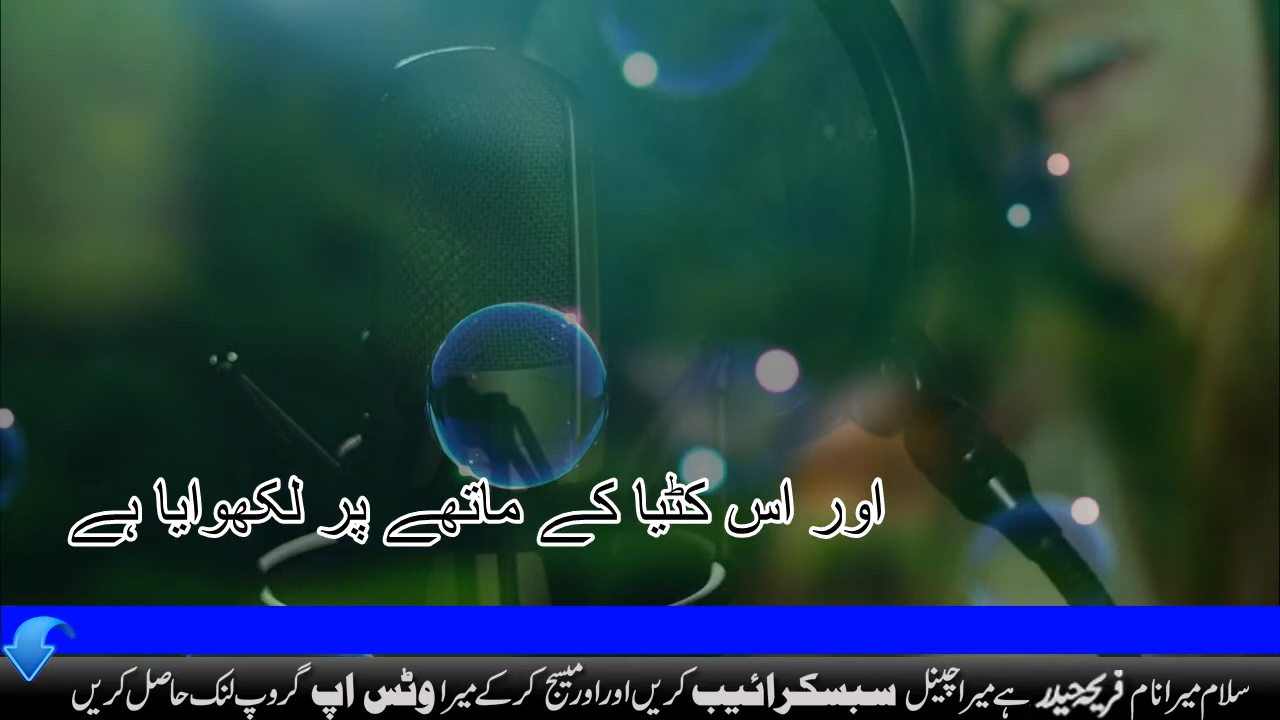 اور اس کٹیا کے ماتھے پر لکھوایا ہے
سلام میرا نام فریحہ حیدر ہے میرا چینل سبسکرائیب کریں اور اور میسج کر کے میرا وٹس اپ گروپ لنک حاصل کریں